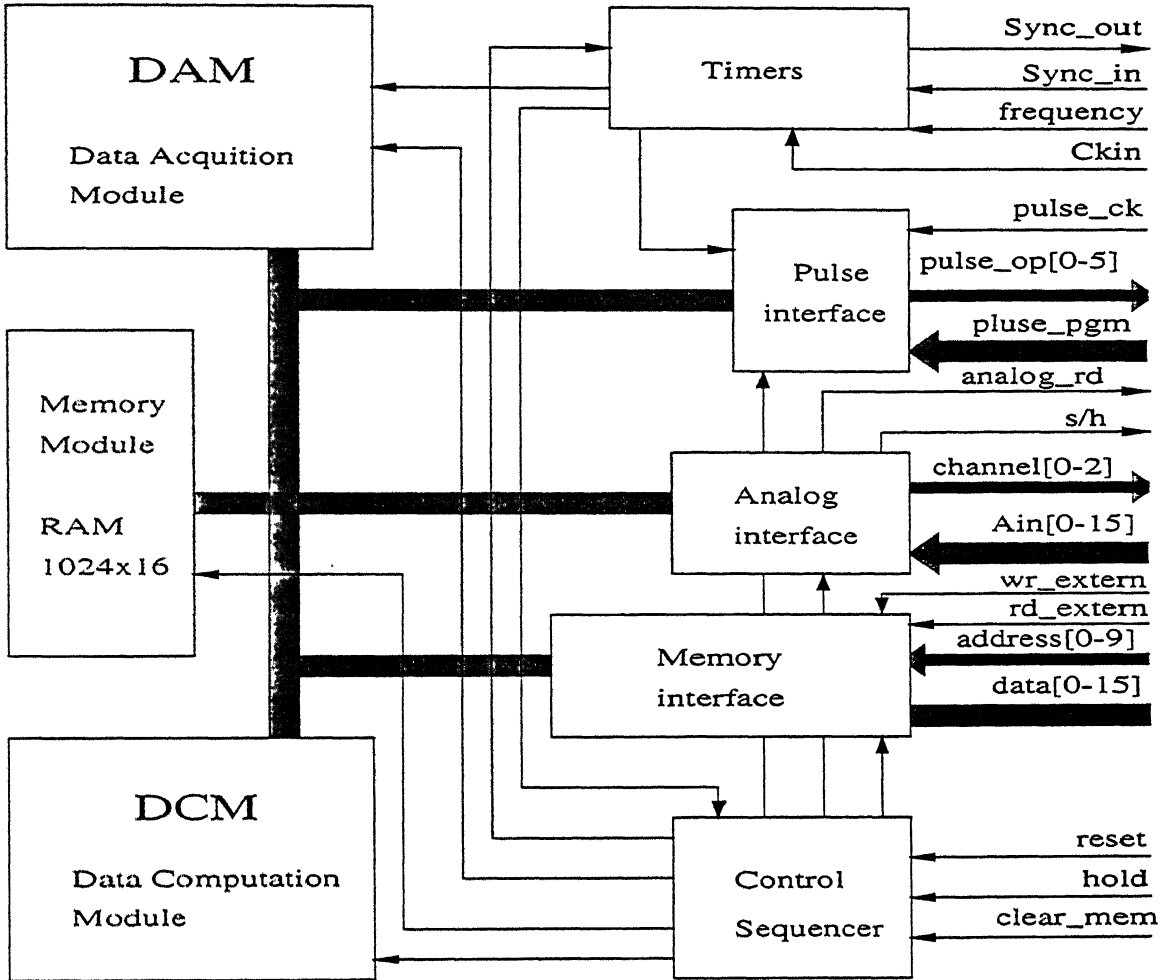 DAM
Data Acquition
Module
Memory
Module
RAM
1024x16
DCM
Data Computation
Module
Timers
Pulse
interface
Analog
interface
Memory
interface
Control
Sequencer
Sync_out
Sync_in
frequency
Ckin
pulse_ck
pulse_op[0-5]
pluse_pgm
analog_rd
s/h
channel[0-2]
Ain[0-15]
wr_extern
rd_extern
address[0-9]
data[0-15]
reset
hold
clear_mem